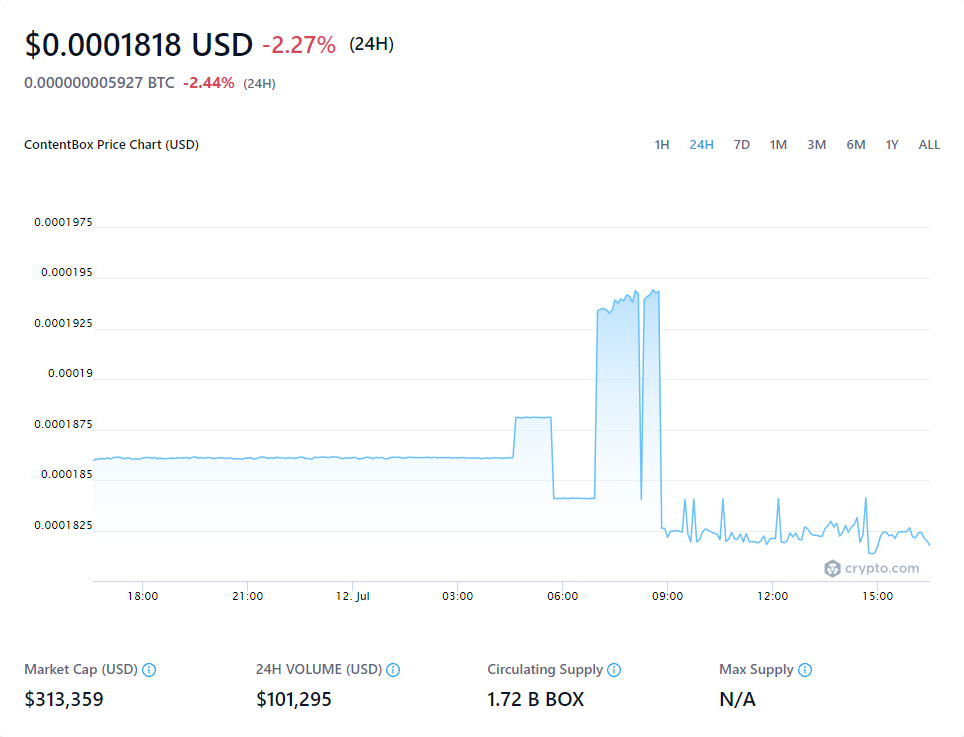 $0.0001818 USD -2.27% (24H)
0.000000005927 BTC -2.44% (24H)
ContentBox Price Chart (USD) 1H 24H 7D 1M 3M 6M 1Y ALL
0.0001975
0.000195
0.0001925
0.00019
0.0001875
0.000185
0.0001825
crypto.com
18:00 21:00 12. Jul 03:00 06:00 09:00 12:00 15:00
Market Cap (USD) 24H VOLUME (USD) Circulating Supply Max Supply
$313,359 $101,295 1.72 B BOX N/A